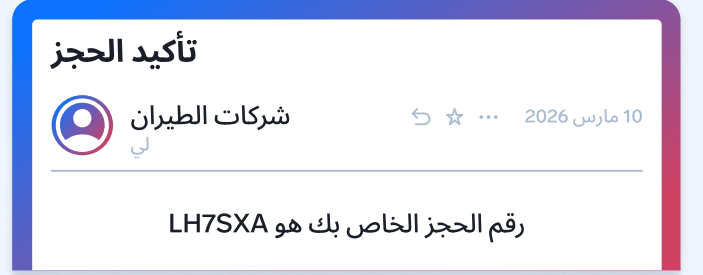 تأكيد الحجز
شركات الطيران
لي
10 مارس 2026
رقم الحجز الخاص بك هو LH7SXA